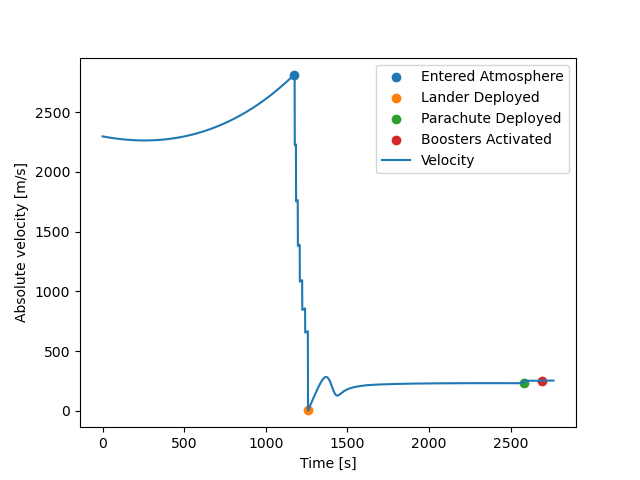 Entered Atmosphere
Lander Deployed
Parachute Deployed
Boosters Activated
Velocity
Absolute velocity [m/s]
2500
2000
1500
1000
500
0
0 500 1000 1500 2000 2500
Time [s]